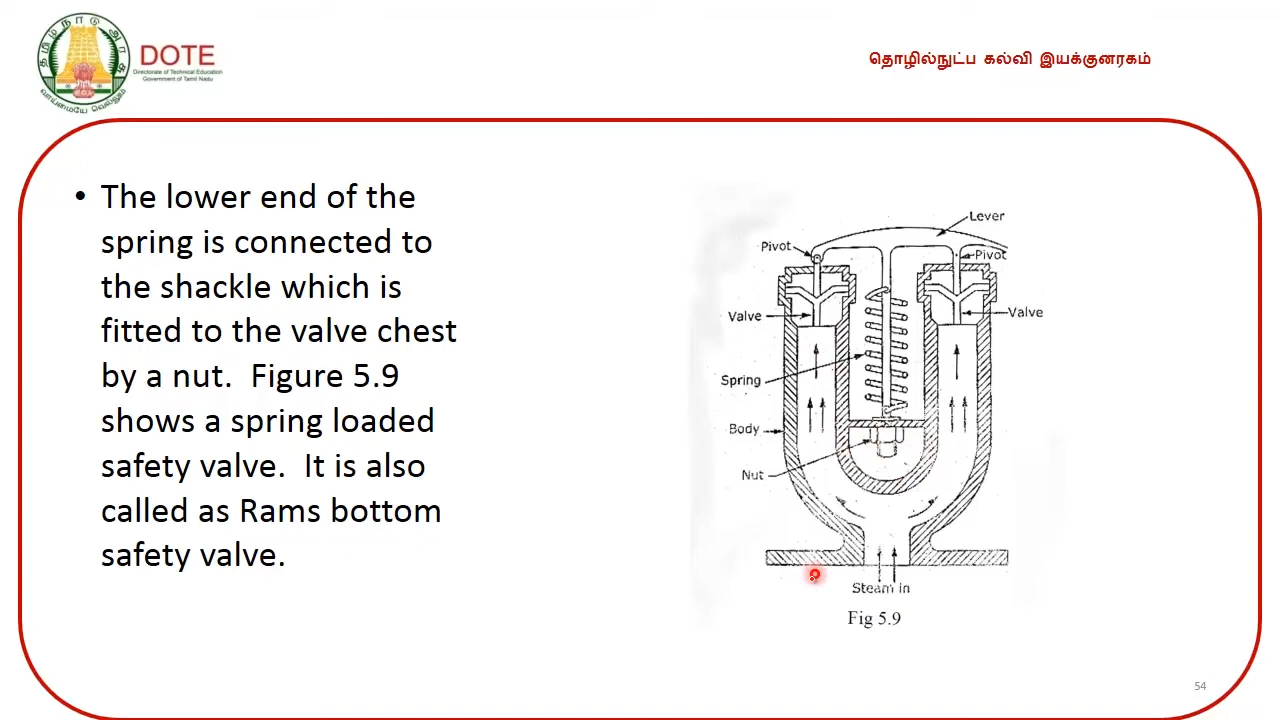 தமிழ் நாடு அரசு
வாய்மையே வெல்லும்
DOTE
Directorate of Technical Education
Government of Tamil Nadu
தொழில்நுட்ப கல்வி இயக்குனரகம்
• The lower end of the
spring is connected to
the shackle which is
fitted to the valve chest
by a nut.  Figure 5.9
shows a spring loaded
safety valve.  It is also
called as Rams bottom
safety valve.
Lever
Pivot
Pivot
Valve
Valve
Spring
Body
Nut
Steam in
Fig 5.9
54